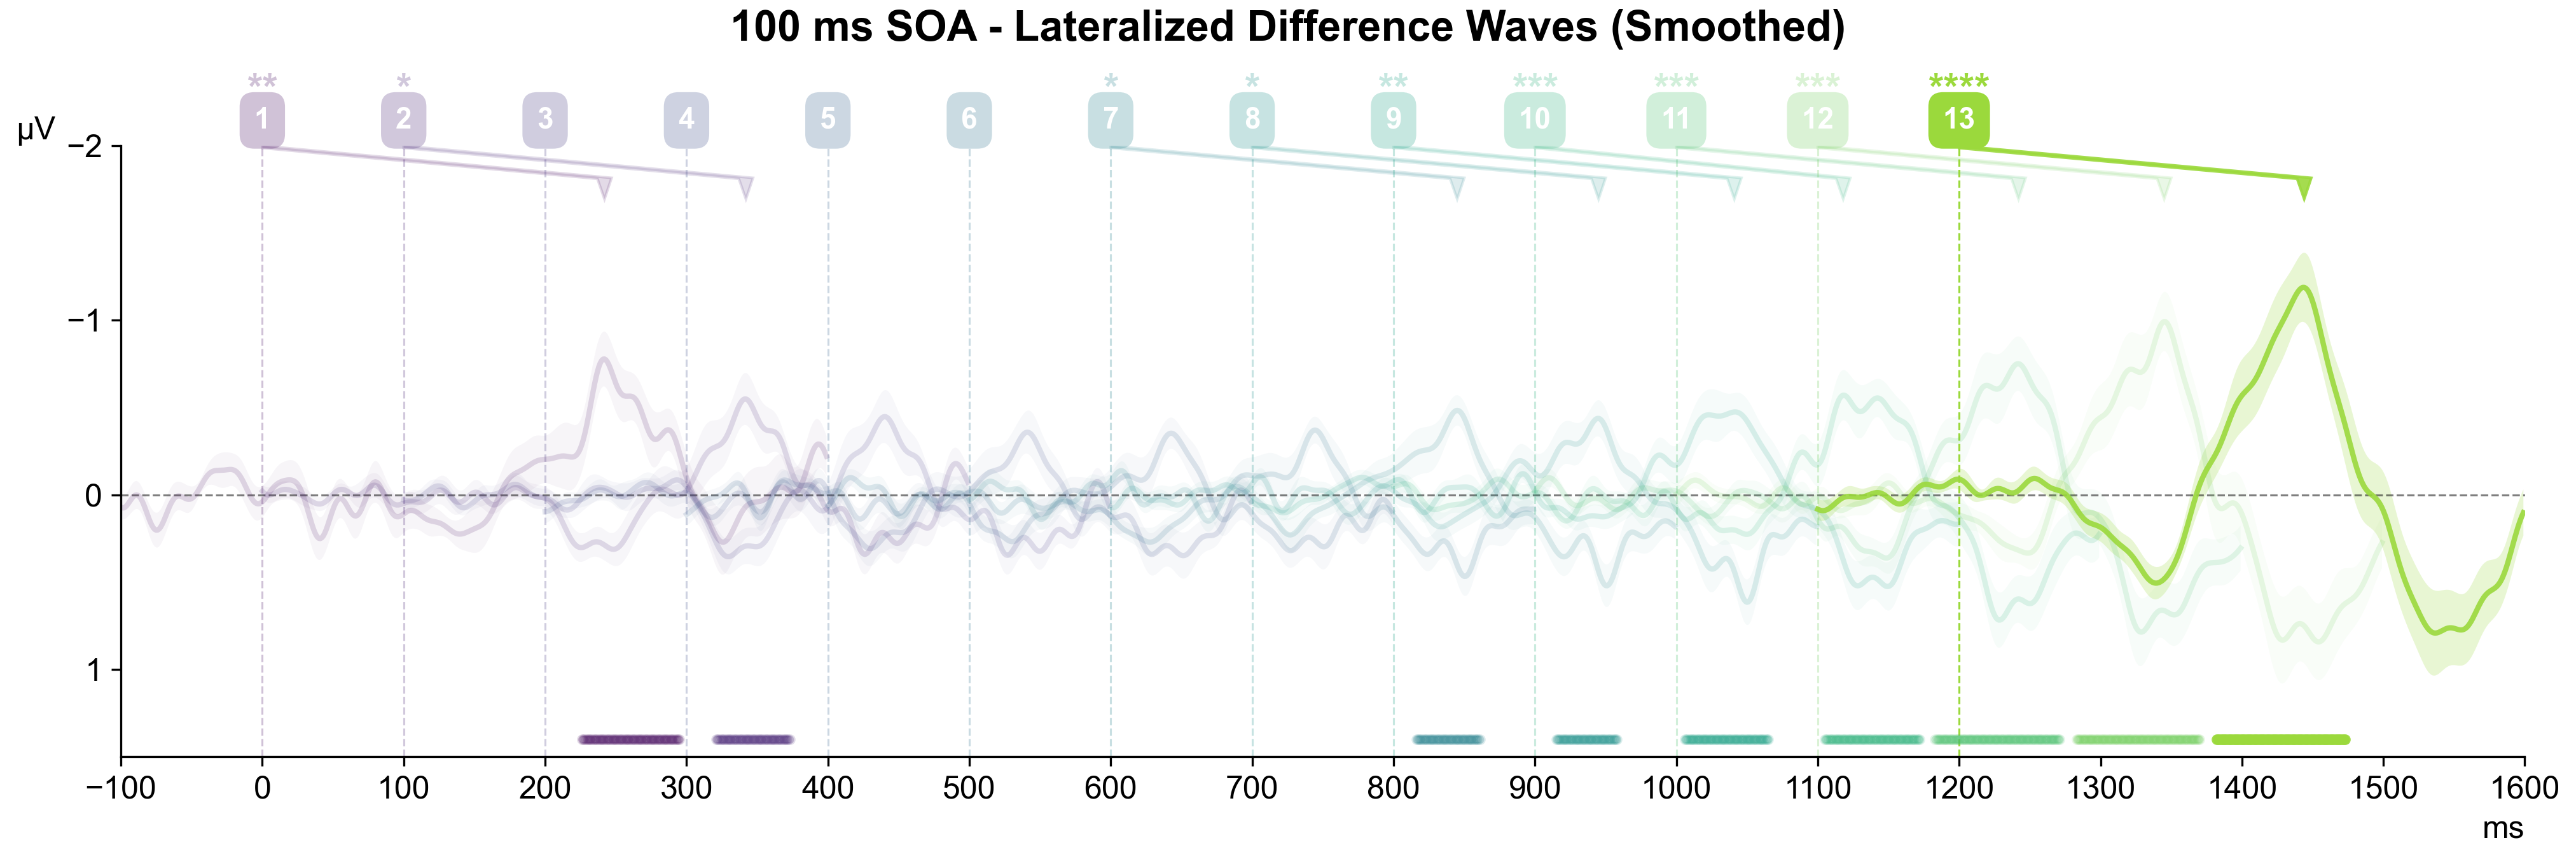 100 ms SOA - Lateralized Difference Waves (Smoothed)
** * * * ** *** *** *** ****
1 2 3 4 5 6 7 8 9 10 11 12 13
µV
−2
−1
0
1
−100 0 100 200 300 400 500 600 700 800 900 1000 1100 1200 1300 1400 1500 1600
ms